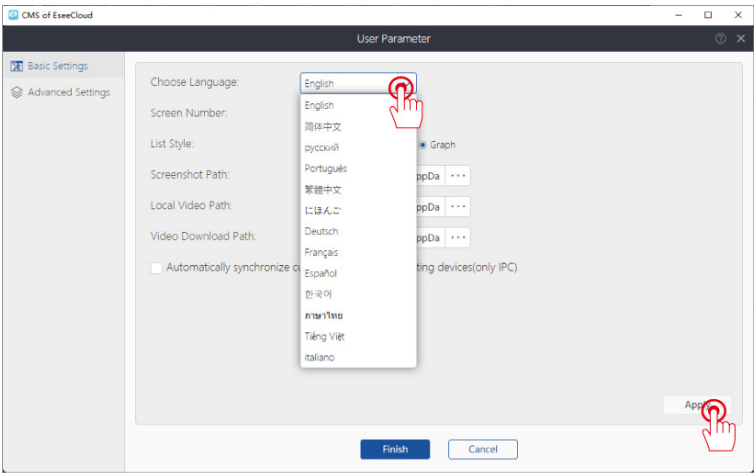 CMS of EseeCloud
User Parameter
Basic Settings
Advanced Settings
Choose Language:
English
English
简体中文
русский
Português
繁體中文
にほんご
Deutsch
Français
Español
한국어
ภาษาไทย
Tiếng Việt
italiano
Screen Number:
List Style:
Graph
Screenshot Path:
ppDa ...
Local Video Path:
ppDa ...
Video Download Path:
ppDa ...
Automatically synchronize
ting devices(only IPC)
Apply
Finish
Cancel